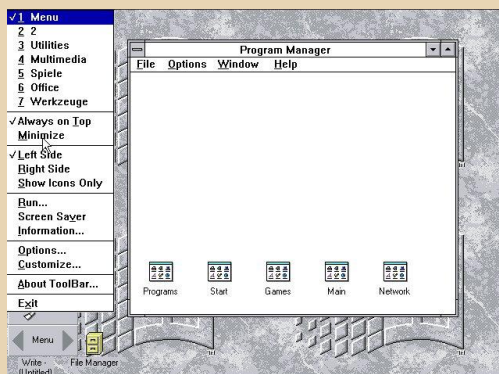 ✓1 Menu
2 2
3 Utilities
4 Multimedia
5 Spiele
6 Office
7 Werkzeuge
✓Always on Top
Minimize
✓Left Side
Right Side
Show Icons Only
Run...
Screen Saver
Information...
Options...
Customize...
About ToolBar...
Exit
Menu
Write -
(Untitled)
File Manager
Program Manager
File Options Window Help
Programs Start Games Main Network